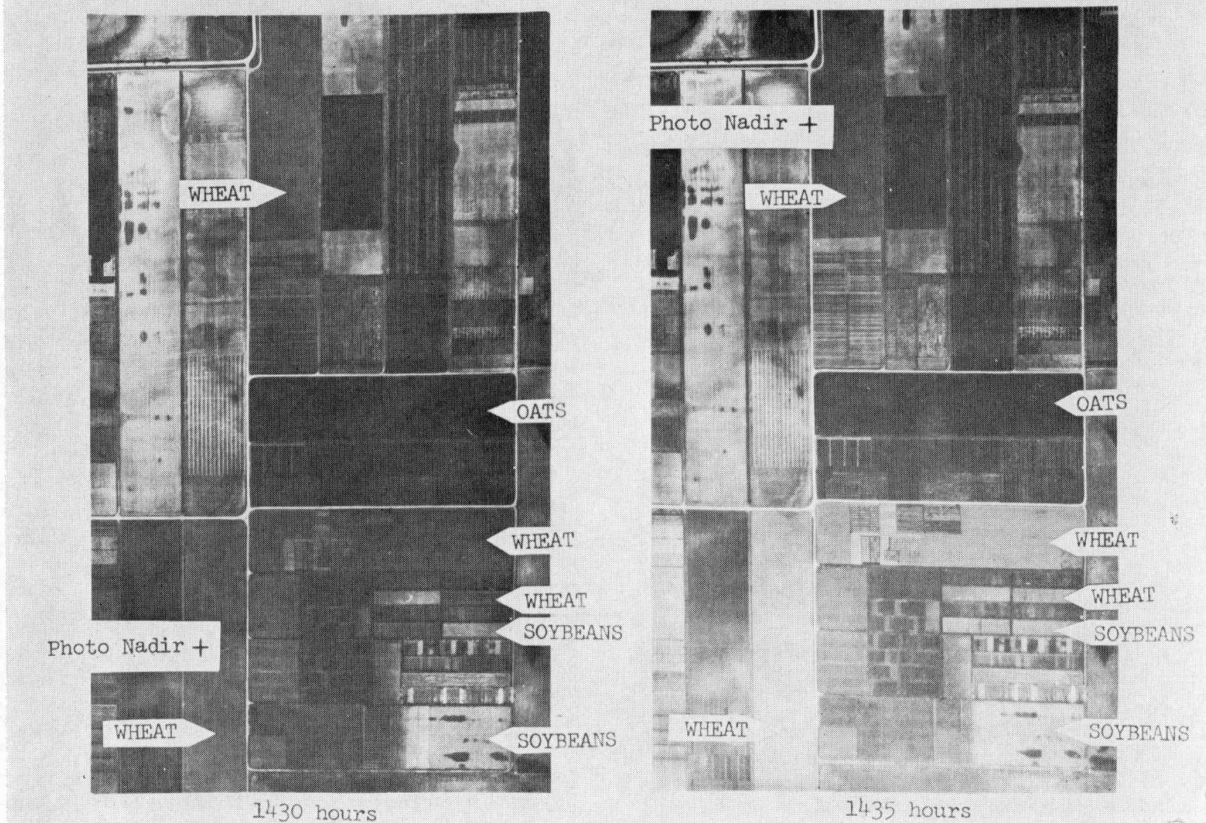 WHEAT
OATS
WHEAT
WHEAT
SOYBEANS
Photo Nadir +
WHEAT
SOYBEANS
1430 hours
Photo Nadir +
WHEAT
OATS
WHEAT
WHEAT
SOYBEANS
WHEAT
SOYBEANS
1435 hours